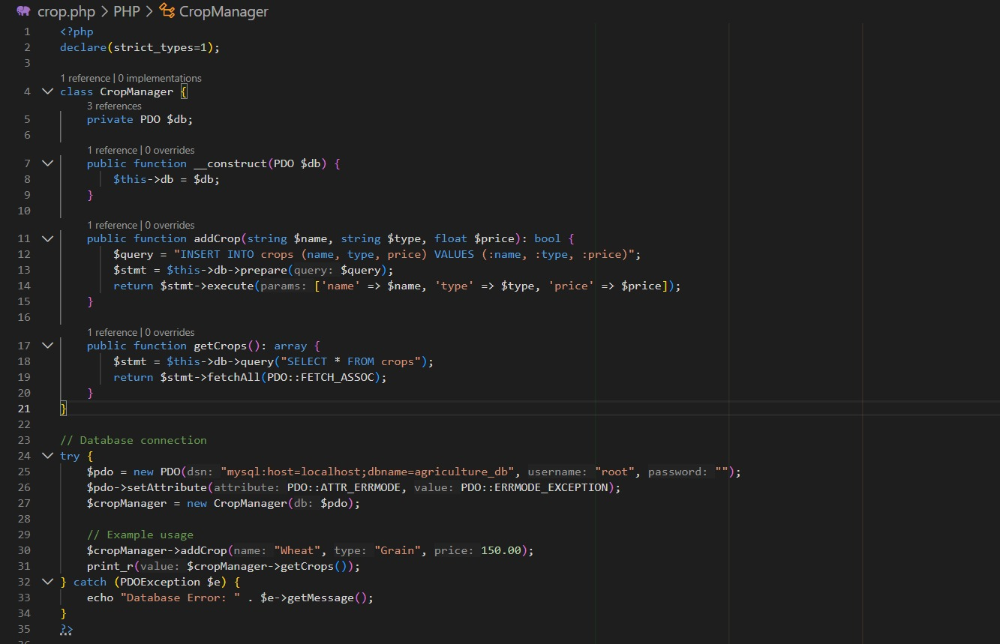 crop.php > PHP > CropManager
1 <?php
2 declare(strict_types=1);
3
1 reference | 0 implementations
4 class CropManager {
3 references
5 private PDO $db;
6
1 reference | 0 overrides
7 public function __construct(PDO $db) {
8 $this->db = $db;
9 }
10
1 reference | 0 overrides
11 public function addCrop(string $name, string $type, float $price): bool {
12 $query = "INSERT INTO crops (name, type, price) VALUES (:name, :type, :price)";
13 $stmt = $this->db->prepare(query: $query);
14 return $stmt->execute(params: ['name' => $name, 'type' => $type, 'price' => $price]);
15 }
16
1 reference | 0 overrides
17 public function getCrops(): array {
18 $stmt = $this->db->query("SELECT * FROM crops");
19 return $stmt->fetchAll(PDO::FETCH_ASSOC);
20 }
21 }
22
23 // Database connection
24 try {
25 $pdo = new PDO(dsn: "mysql:host=localhost;dbname=agriculture_db", username: "root", password: "");
26 $pdo->setAttribute(attribute: PDO::ATTR_ERRMODE, value: PDO::ERRMODE_EXCEPTION);
27 $cropManager = new CropManager(db: $pdo);
28
29 // Example usage
30 $cropManager->addCrop(name: "Wheat", type: "Grain", price: 150.00);
31 print_r(value: $cropManager->getCrops());
32 } catch (PDOException $e) {
33 echo "Database Error: " . $e->getMessage();
34 }
35 ?>
36